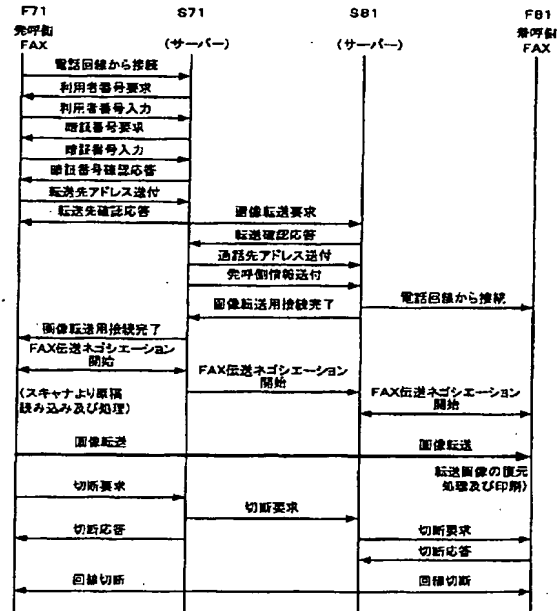 F71
S71
S81
F81
発呼側
FAX
(サーバー)
(サーバー)
着呼側
FAX
電話回線から接続
利用者番号要求
利用者番号入力
暗証番号要求
暗証番号入力
暗証番号確認応答
転送先アドレス送付
転送先確認応答
画像転送要求
転送確認応答
通話先アドレス送付
発呼側情報送付
電話回線から接続
画像転送用接続完了
画像転送用接続完了
FAX伝送ネゴシエーション
開始
FAX伝送ネゴシエーション
開始
FAX伝送ネゴシエーション
開始
(スキャナより原稿
読み込み及び処理)
画像転送
画像転送
転送画像の復元
処理及び印刷)
切断要求
切断要求
切断応答
切断要求
切断応答
回線切断
回線切断